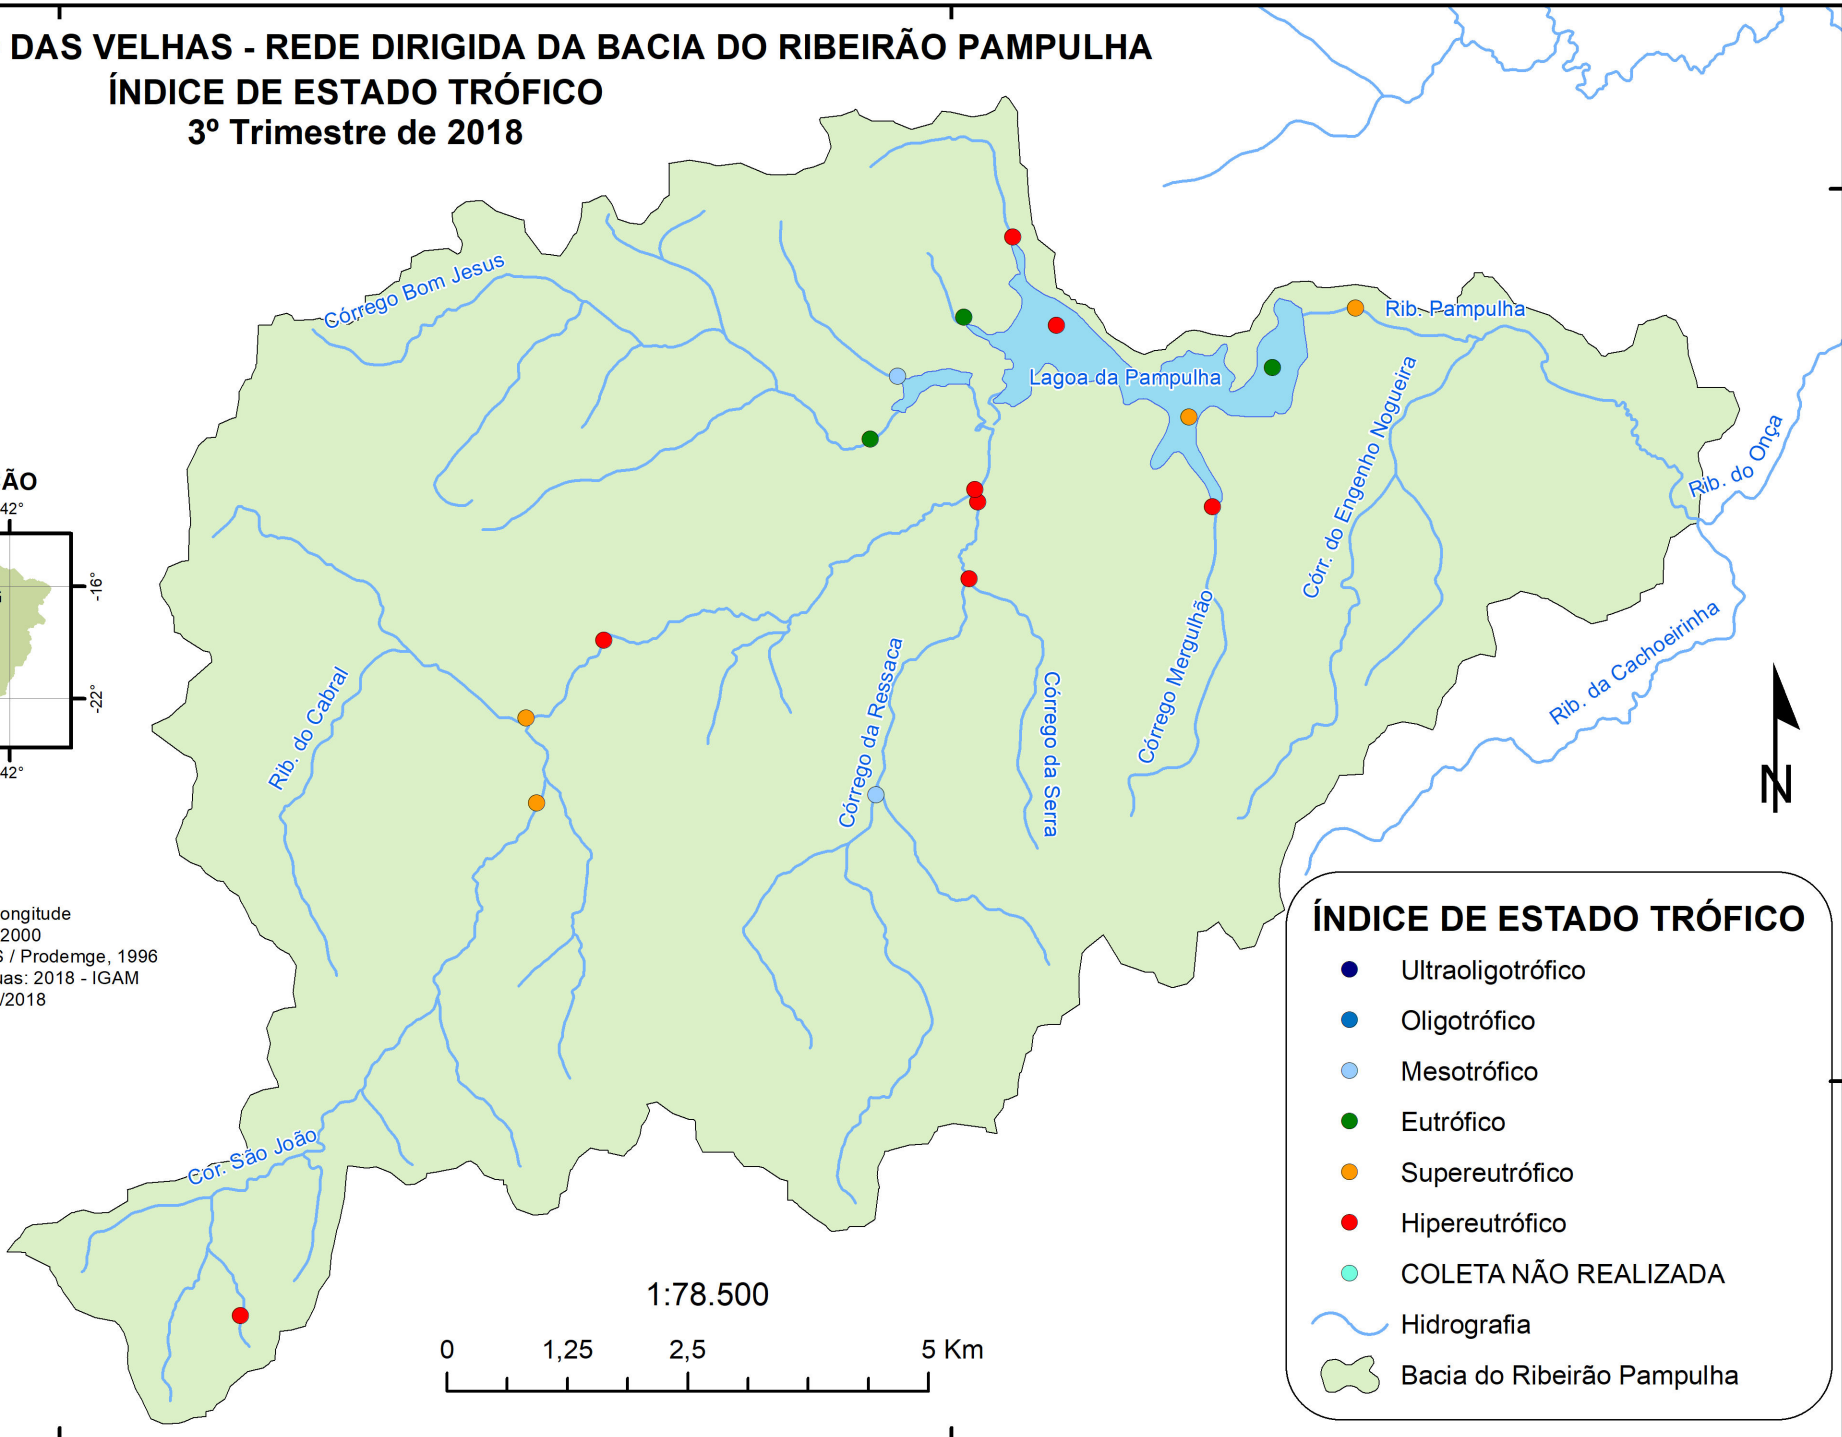 DAS VELHAS - REDE DIRIGIDA DA BACIA DO RIBEIRÃO PAMPULHA
ÍNDICE DE ESTADO TRÓFICO
3º Trimestre de 2018
Córrego Bom Jesus
Rib. Pampulha
Lagoa da Pampulha
Córr. do Engenho Nogueira
Rib. do Onça
ÃO
42°
-16°
-22°
42°
Rib. do Cabral
Córrego da Ressaca
Córrego da Serra
Córrego Mergulhão
Rib. da Cachoeirinha
N
ongitude
2000
S / Prodemge, 1996
uas: 2018 - IGAM
/2018
Cór. São João
1:78.500
0 1,25 2,5 5 Km
ÍNDICE DE ESTADO TRÓFICO
Ultraoligotrófico
Oligotrófico
Mesotrófico
Eutrófico
Supereutrófico
Hipereutrófico
COLETA NÃO REALIZADA
Hidrografia
Bacia do Ribeirão Pampulha